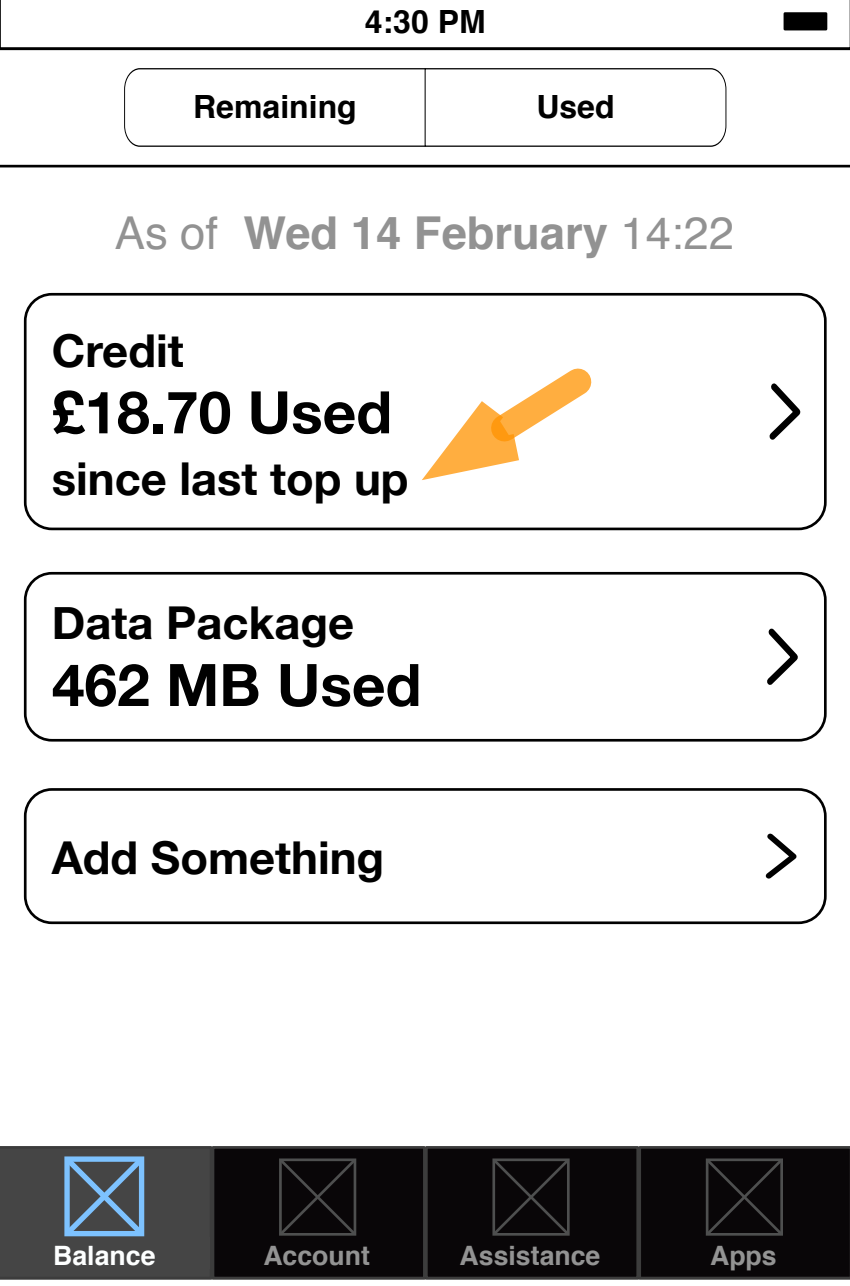 4:30 PM
Remaining Used
As of Wed 14 February 14:22
Credit
£18.70 Used
since last top up
Data Package
462 MB Used
Add Something
Balance Account Assistance Apps